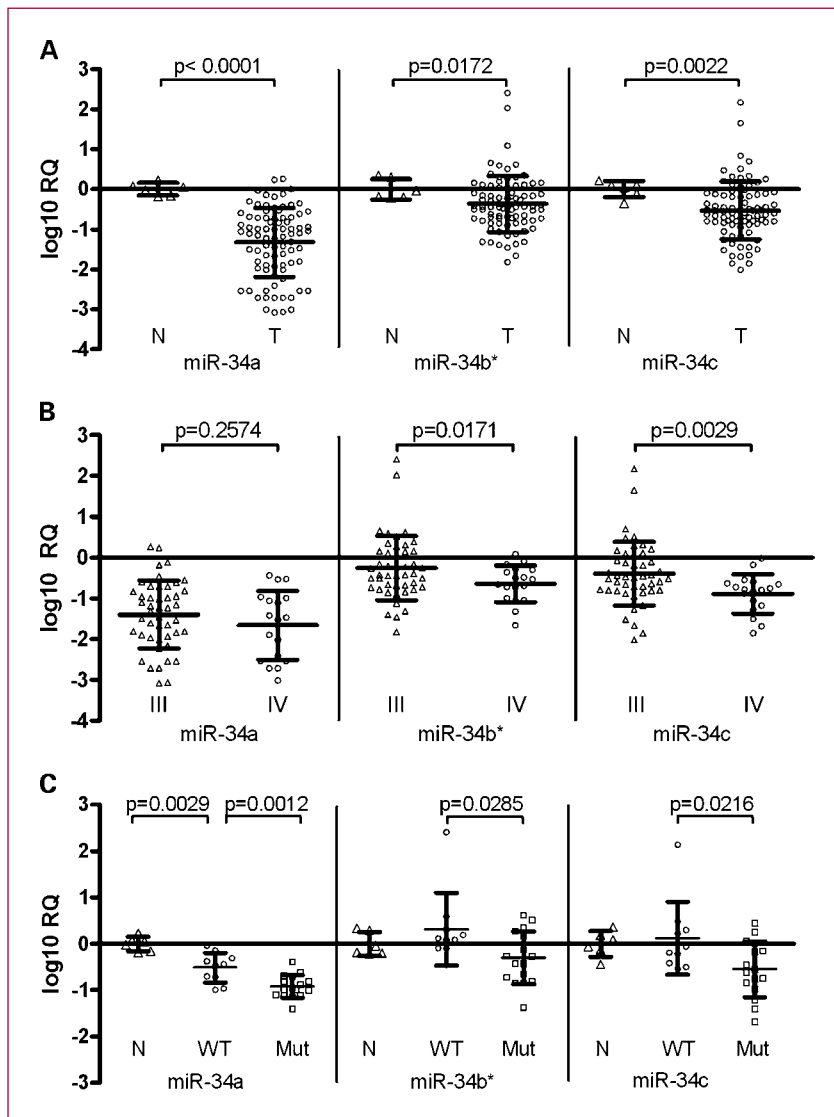 A
p< 0.0001 p=0.0172 p=0.0022
3
2
1
0
-1
-2
-3
-4
log10 RQ
N T N T N T
miR-34a miR-34b* miR-34c
B
p=0.2574 p=0.0171 p=0.0029
3
2
1
0
-1
-2
-3
-4
log10 RQ
III IV III IV III IV
miR-34a miR-34b* miR-34c
C
p=0.0029 p=0.0012 p=0.0285 p=0.0216
3
2
1
0
-1
-2
-3
log10 RQ
N WT Mut N WT Mut N WT Mut
miR-34a miR-34b* miR-34c